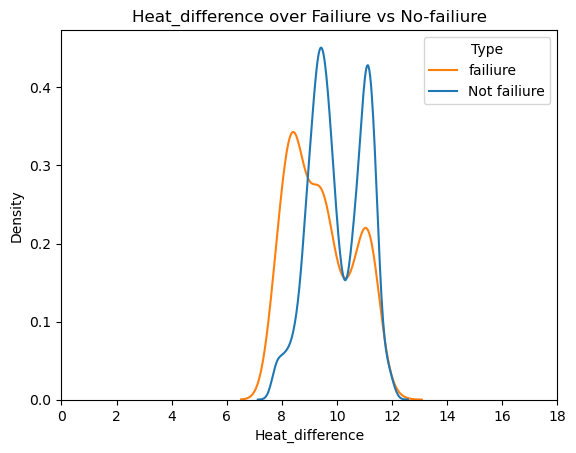 Heat_difference over Failiure vs No-failiure
Type
failiure
Not failiure
Density
0.4
0.3
0.2
0.1
0.0
0 2 4 6 8 10 12 14 16 18
Heat_difference